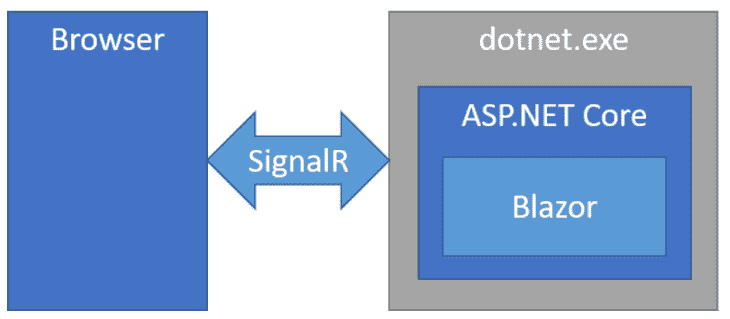 Browser
dotnet.exe
ASP.NET Core
SignalR
Blazor